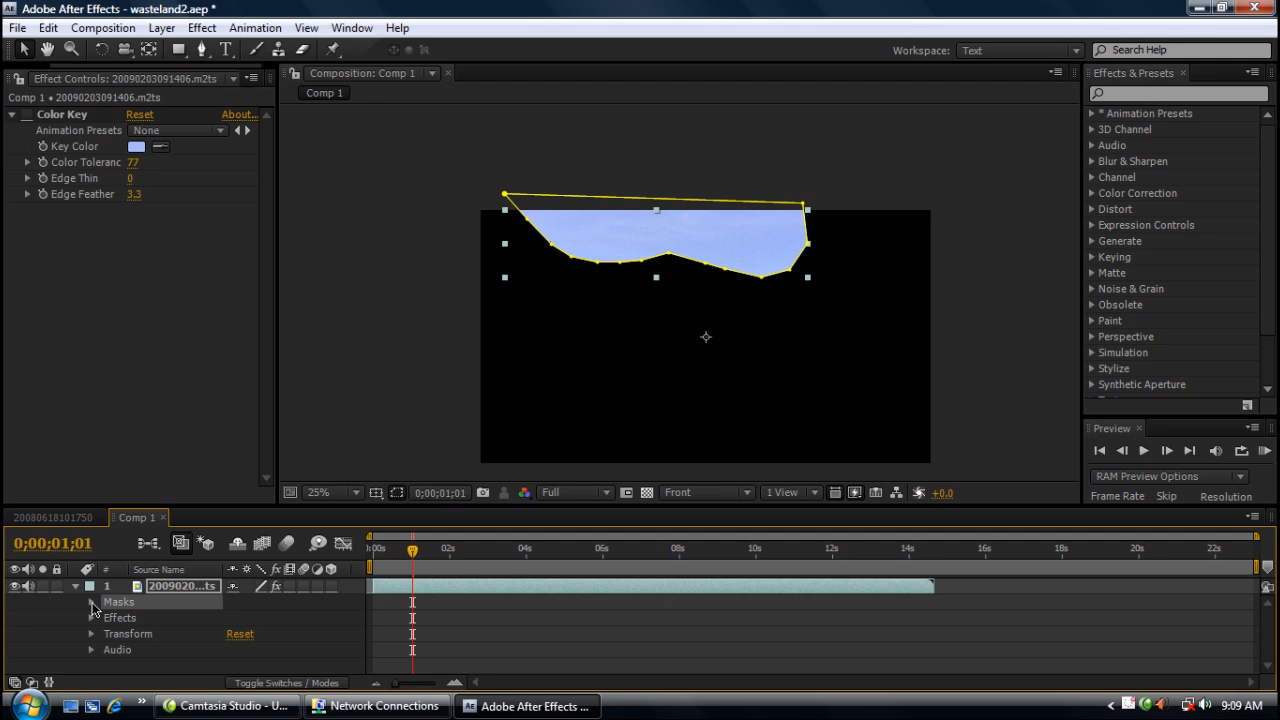 Adobe After Effects - wasteland2.aep *
File Edit Composition Layer Effect Animation View Window Help
Workspace: Text
Search Help
Effect Controls: 20090203091406.m2ts
Comp 1 • 20090203091406.m2ts
Color Key Reset About...
Animation Presets None
Key Color
Color Toleranc 77
Edge Thin 0
Edge Feather 3.3
Composition: Comp 1
Comp 1
25% 0;00;01;01 Full Front 1 View +0.0
Effects & Presets
* Animation Presets
3D Channel
Audio
Blur & Sharpen
Channel
Color Correction
Distort
Expression Controls
Generate
Keying
Matte
Noise & Grain
Obsolete
Paint
Perspective
Simulation
Stylize
Synthetic Aperture
Preview
RAM Preview Options
Frame Rate Skip Resolution
20080618101750 Comp 1
0;00;01;01
:00s 02s 04s 06s 08s 10s 12s 14s 16s 18s 20s 22s
# Source Name
1 2009020...ts
Masks
Effects
Transform Reset
Audio
Toggle Switches / Modes
Camtasia Studio - U... Network Connections Adobe After Effects ... 9:09 AM